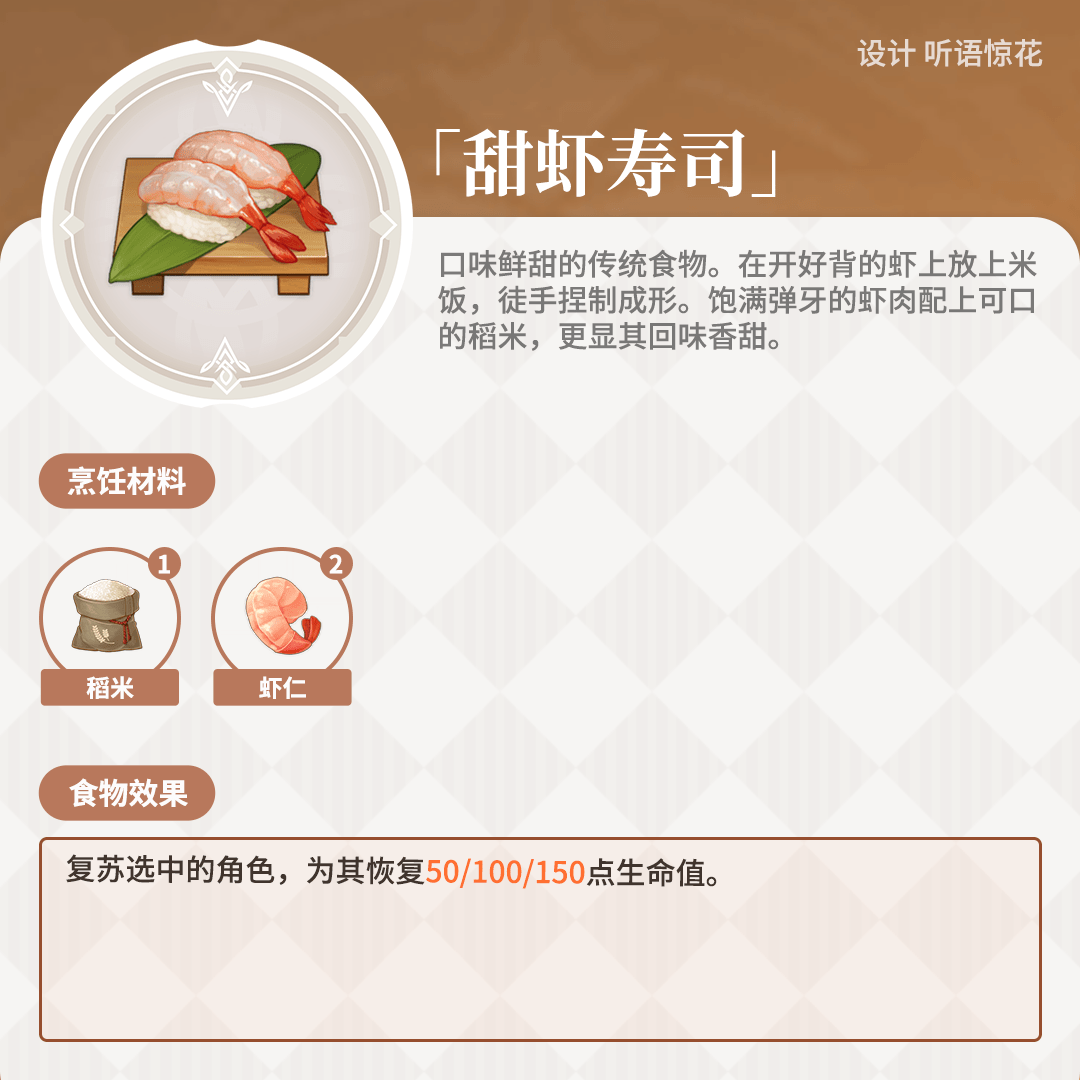 设计 听语惊花
「甜虾寿司」
口味鲜甜的传统食物。在开好背的虾上放上米
饭，徒手捏制成形。饱满弹牙的虾肉配上可口
的稻米，更显其回味香甜。
烹饪材料
1
2
稻米
虾仁
食物效果
复苏选中的角色，为其恢复50/100/150点生命值。